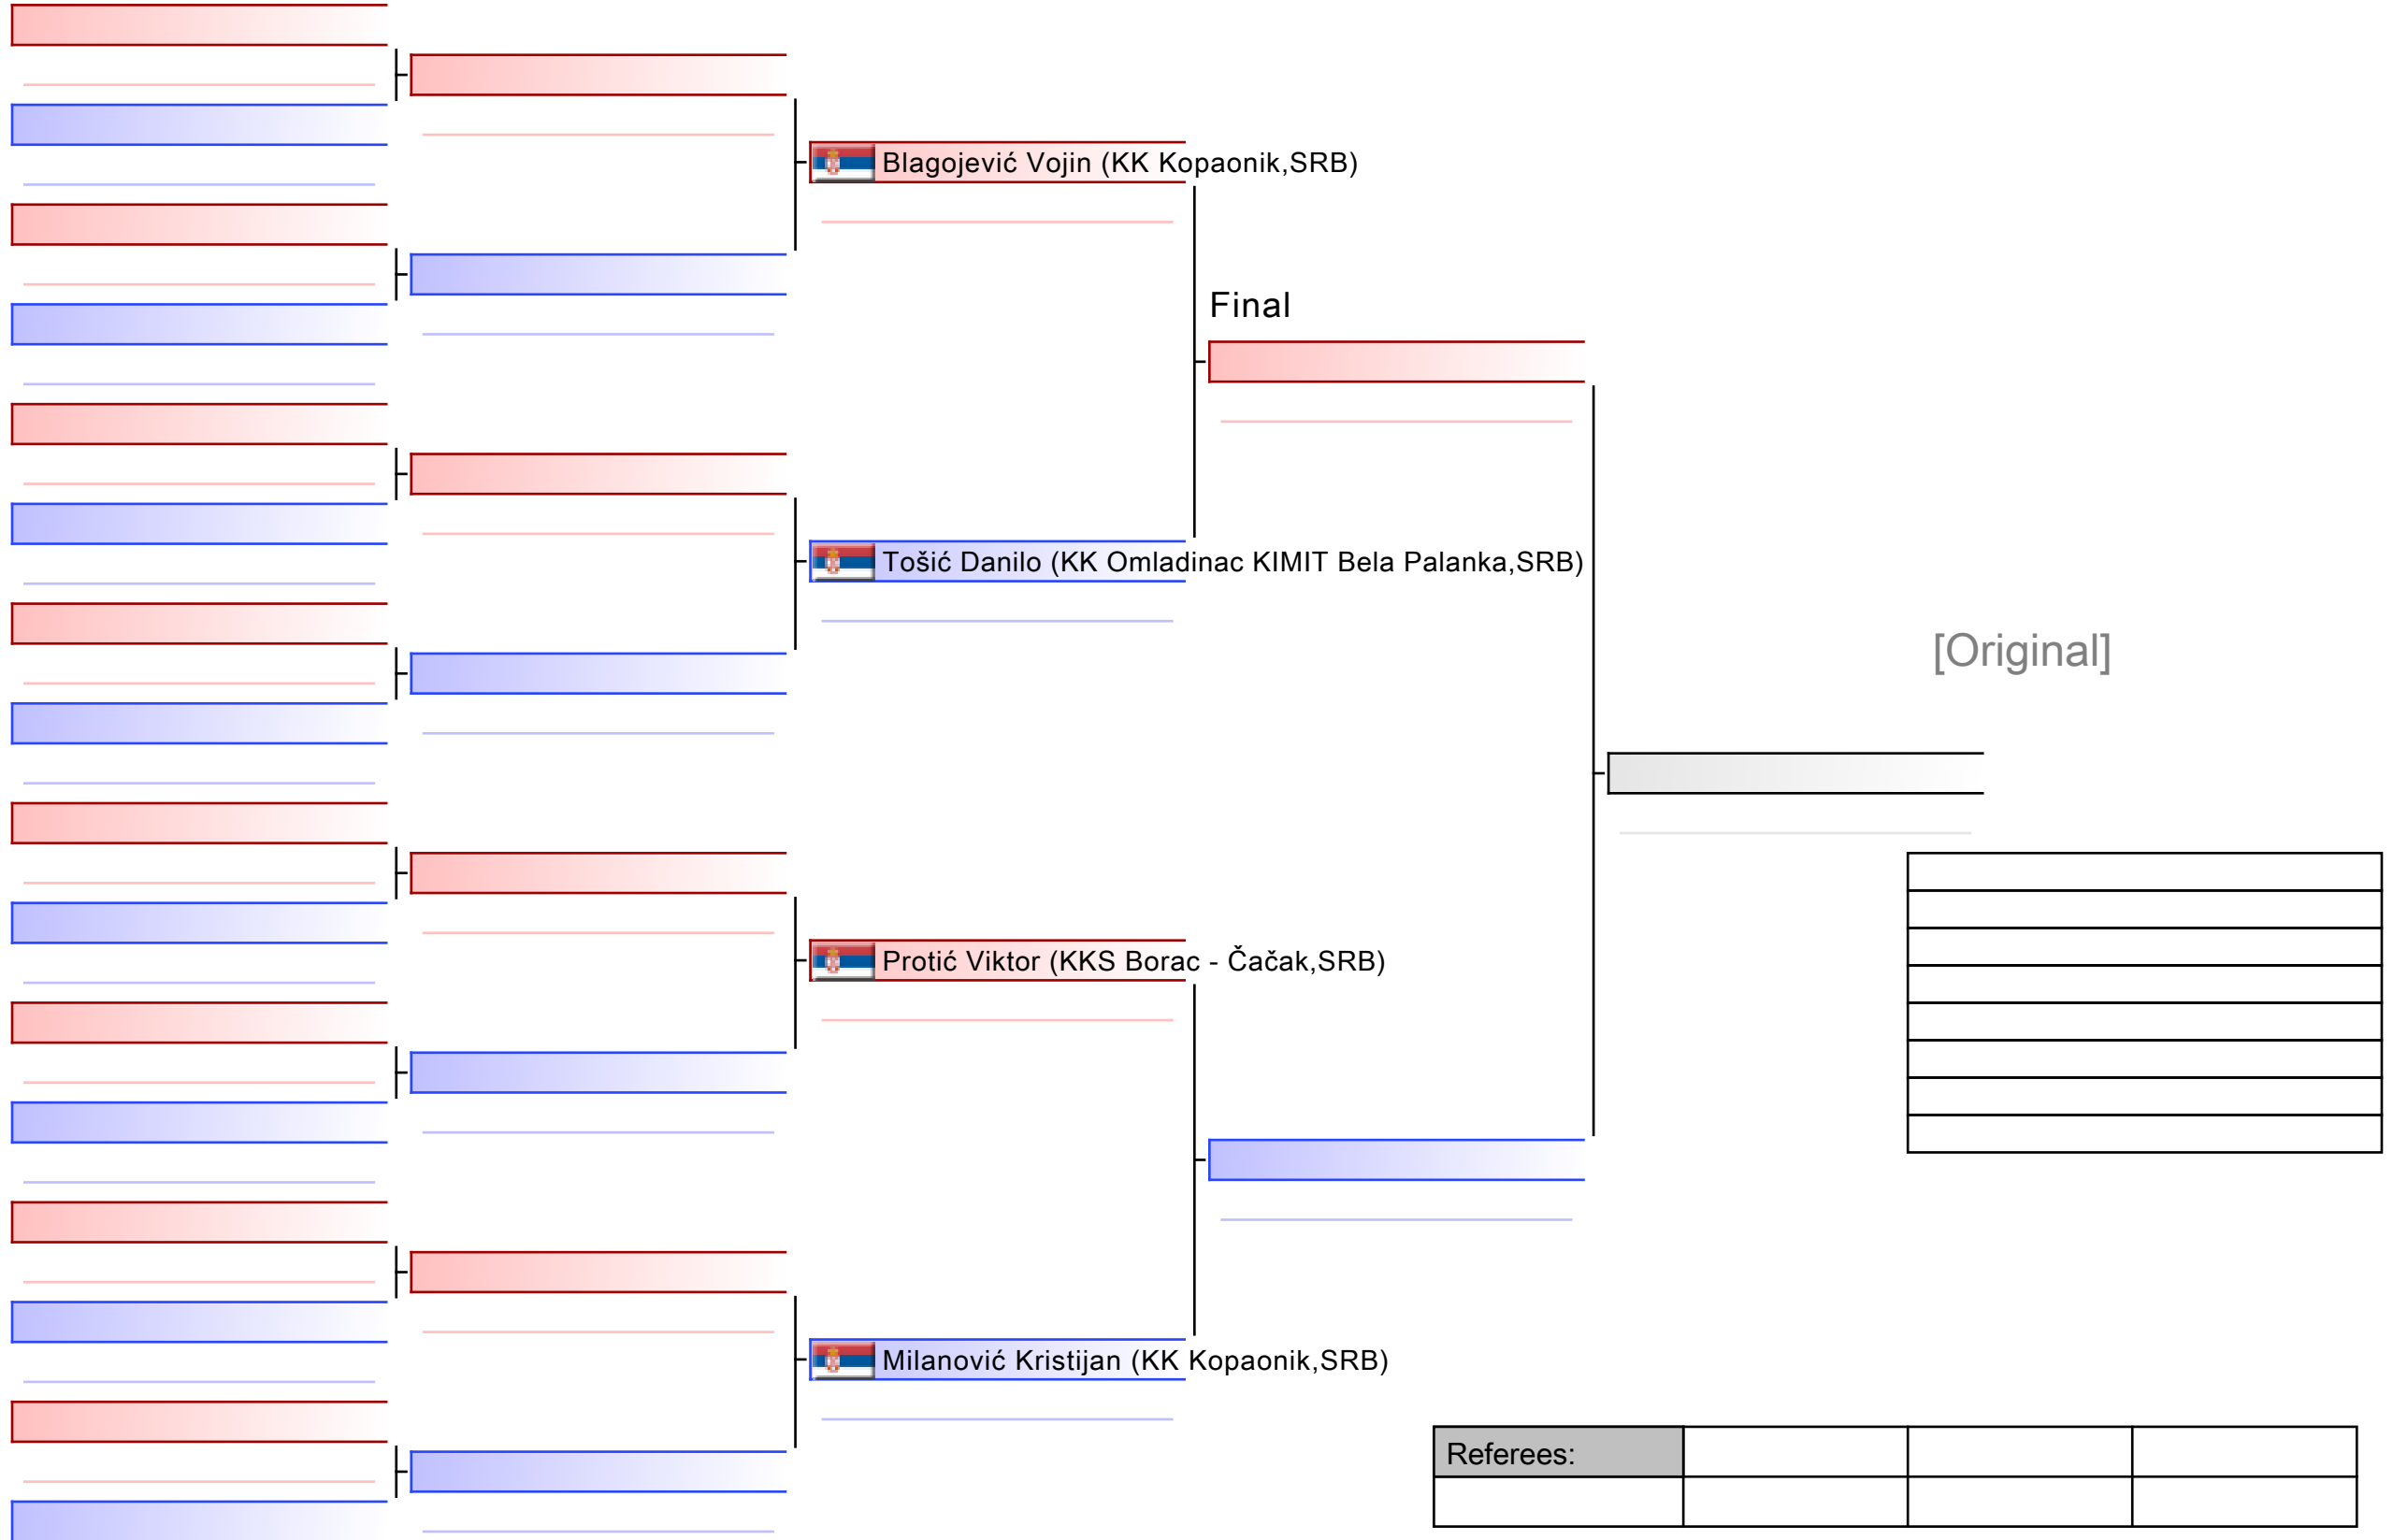 Blagojević Vojin (KK Kopaonik,SRB)
Final
Tošić Danilo (KK Omladinac KIMIT Bela Palanka,SRB)
[Original]
Protić Viktor (KKS Borac - Čačak,SRB)
Milanović Kristijan (KK Kopaonik,SRB)
Referees: